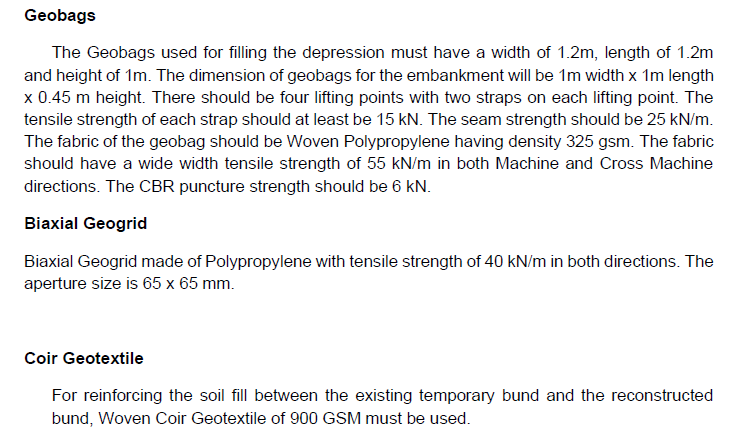 Geobags
The Geobags used for filling the depression must have a width of 1.2m, length of 1.2m
and height of 1m. The dimension of geobags for the embankment will be 1m width x 1m length
x 0.45 m height. There should be four lifting points with two straps on each lifting point. The
tensile strength of each strap should at least be 15 kN. The seam strength should be 25 kN/m.
The fabric of the geobag should be Woven Polypropylene having density 325 gsm. The fabric
should have a wide width tensile strength of 55 kN/m in both Machine and Cross Machine
directions. The CBR puncture strength should be 6 kN.
Biaxial Geogrid
Biaxial Geogrid made of Polypropylene with tensile strength of 40 kN/m in both directions. The
aperture size is 65 x 65 mm.
Coir Geotextile
For reinforcing the soil fill between the existing temporary bund and the reconstructed
bund, Woven Coir Geotextile of 900 GSM must be used.